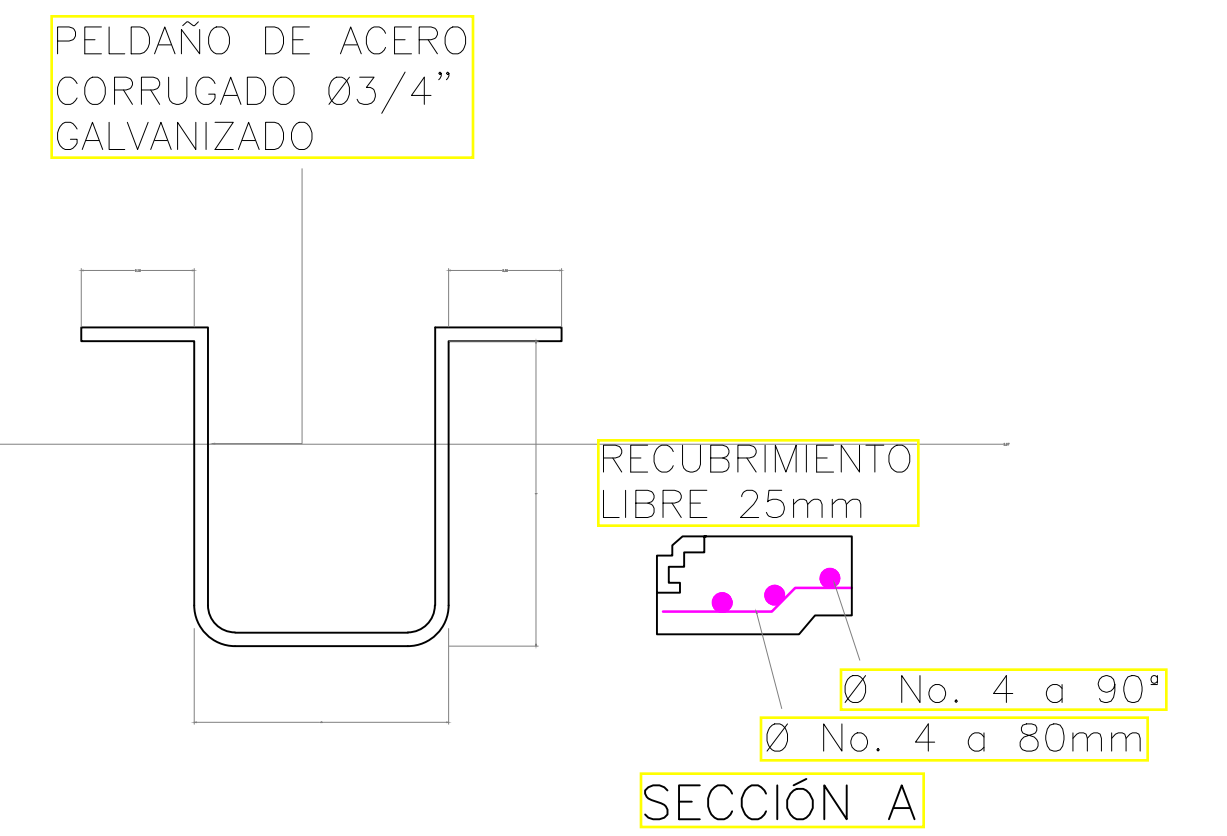 PELDAÑO DE ACERO
CORRUGADO Ø3/4”
GALVANIZADO
RECUBRIMIENTO
LIBRE 25mm
Ø No. 4 a 90ª
Ø No. 4 a 80mm
SECCIÓN A